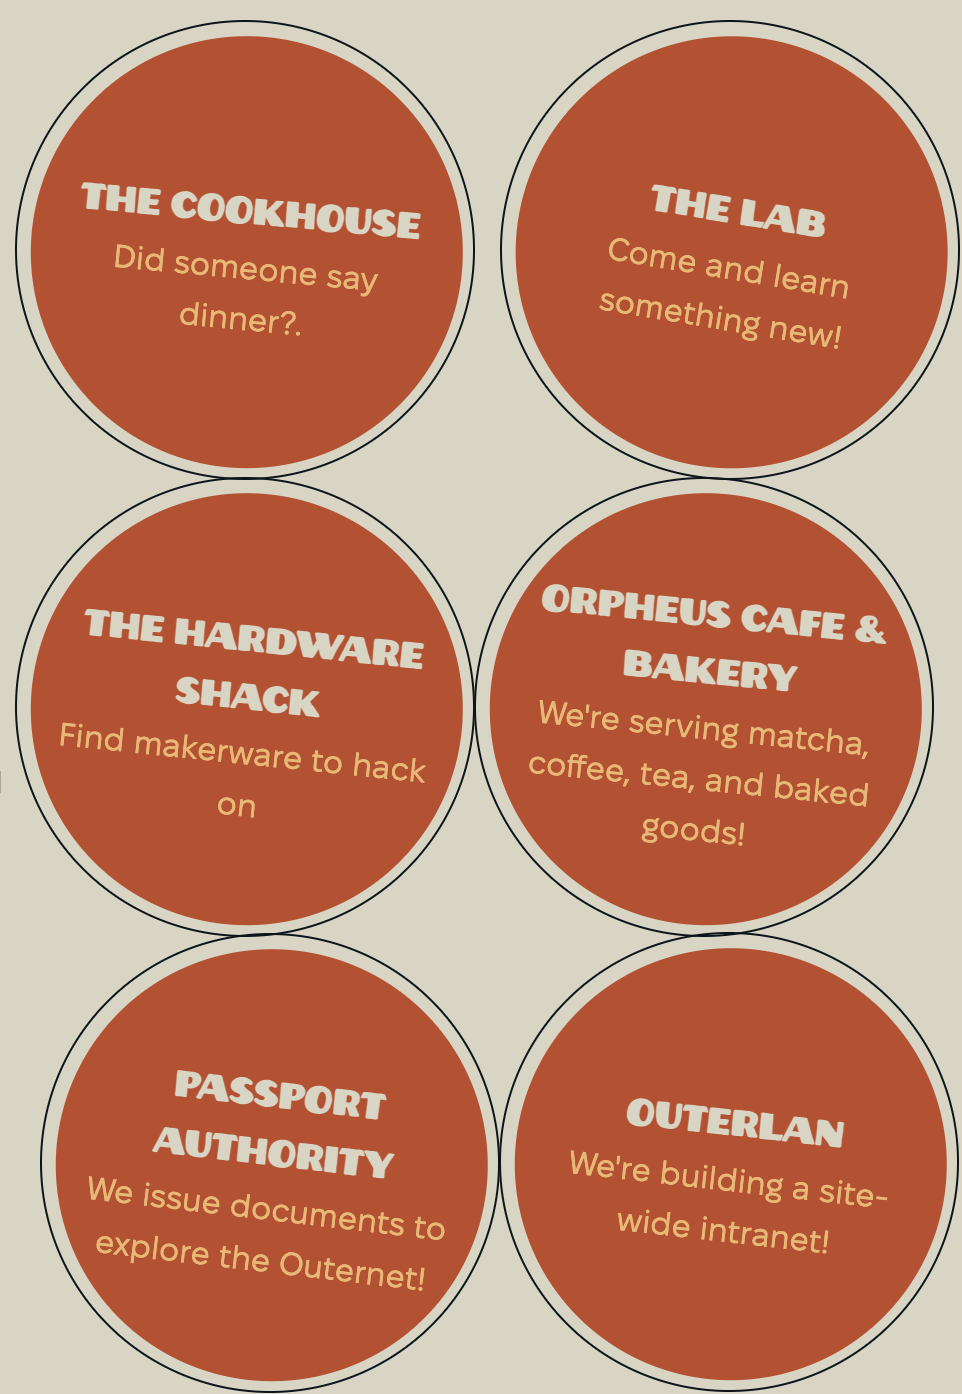 THE COOKHOUSE
Did someone say
dinner?.
THE LAB
Come and learn
something new!
THE HARDWARE
SHACK
Find makerware to hack
on
ORPHEUS CAFE &
BAKERY
We're serving matcha,
coffee, tea, and baked
goods!
PASSPORT
AUTHORITY
We issue documents to
explore the Outernet!
OUTERLAN
We're building a site-
wide intranet!